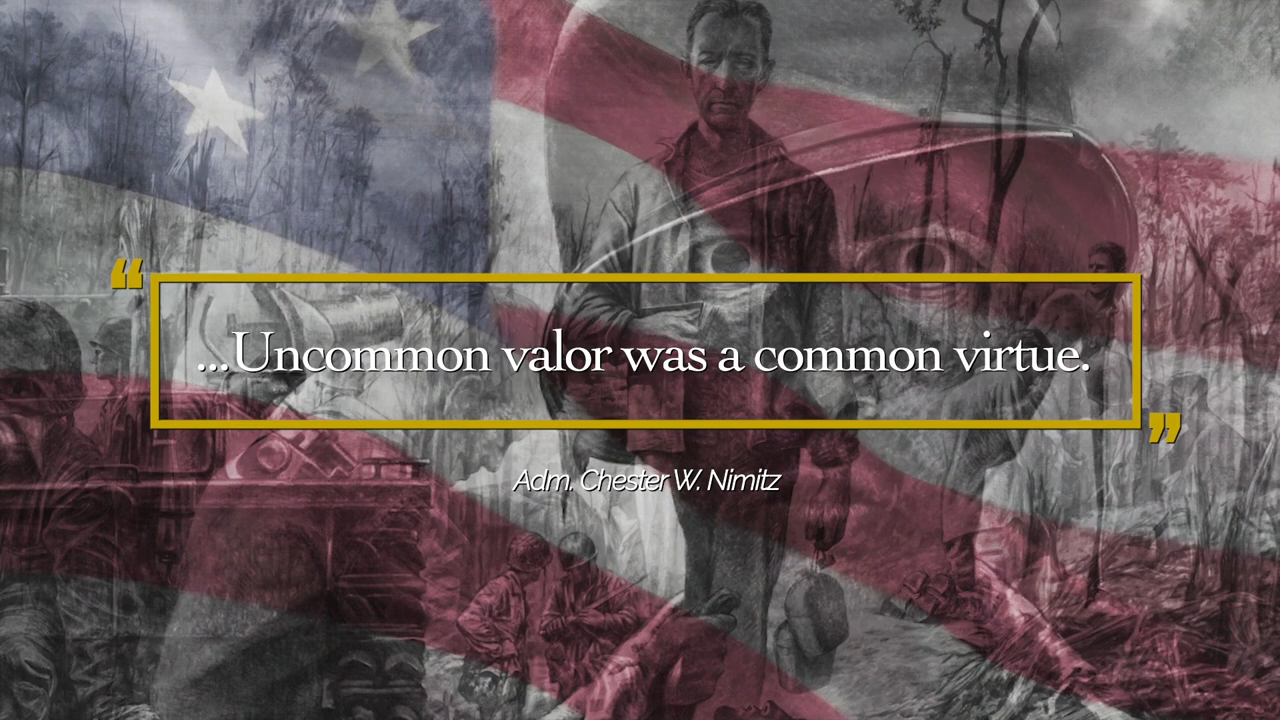 “
...Uncommon valor was a common virtue.
”
Adm. Chester W. Nimitz